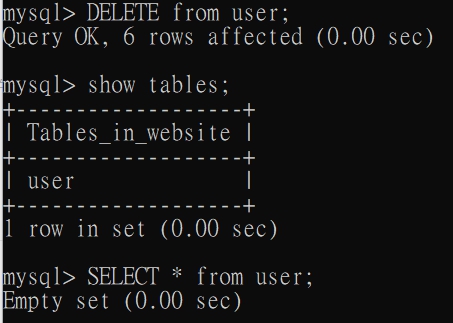 mysql> DELETE from user;
Query OK, 6 rows affected (0.00 sec)
mysql> show tables;
+-------------------+
| Tables_in_website |
+-------------------+
| user              |
+-------------------+
1 row in set (0.00 sec)
mysql> SELECT * from user;
Empty set (0.00 sec)